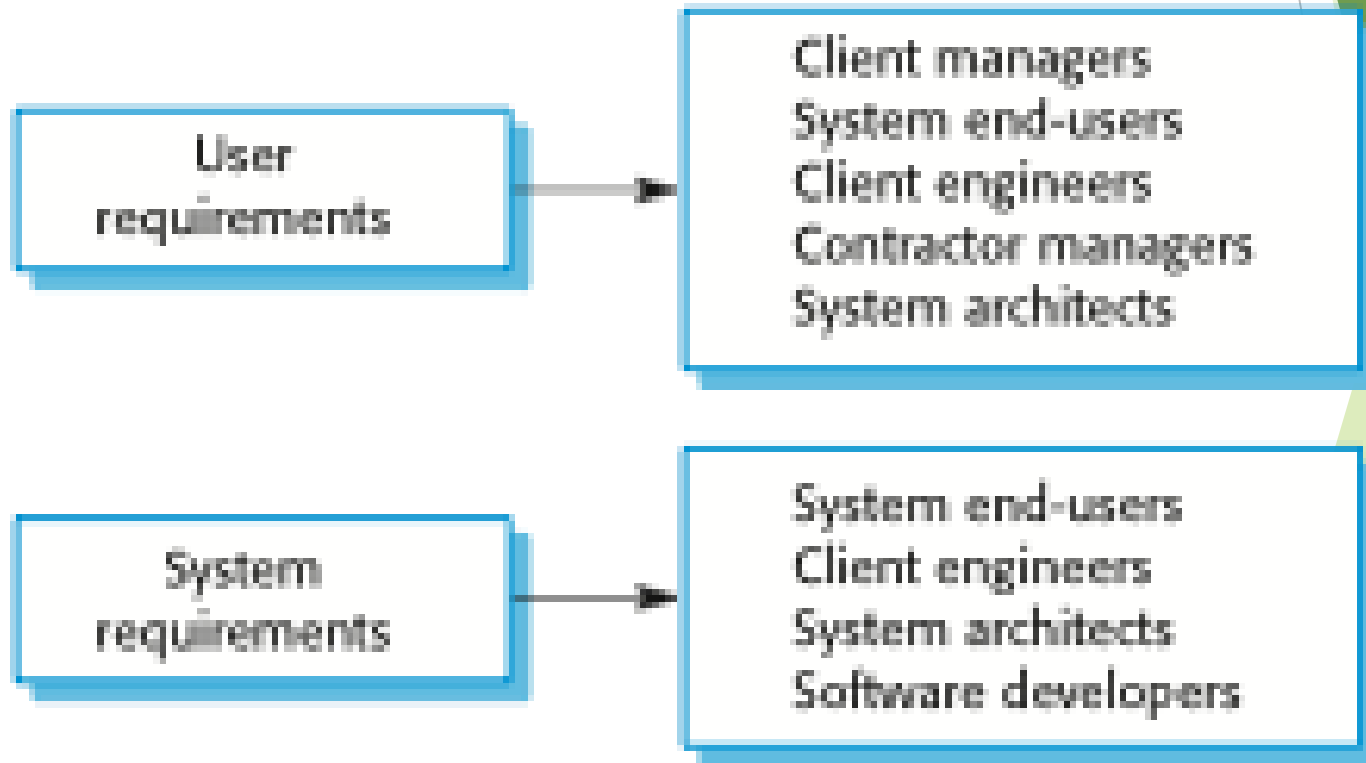 User
requirements
Client managers
System end-users
Client engineers
Contractor managers
System architects
System
requirements
System end-users
Client engineers
System architects
Software developers